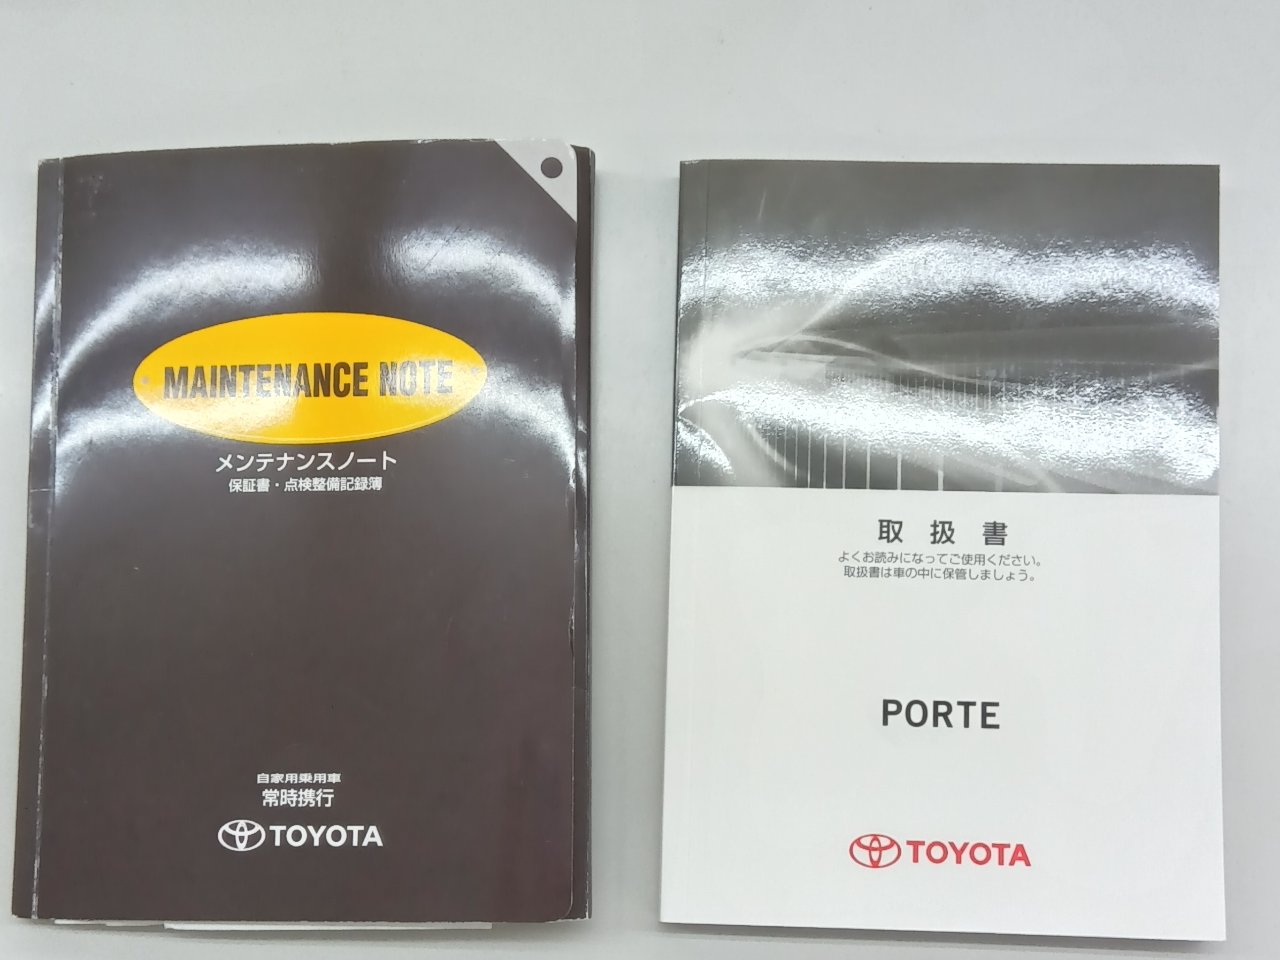 MAINTENANCE NOTE
メンテナンスノート
保証書・点検整備記録簿
自家用乗用車
常時携行
TOYOTA
取扱書
よくお読みになってご使用ください。
取扱書は車の中に保管しましょう。
PORTE
TOYOTA